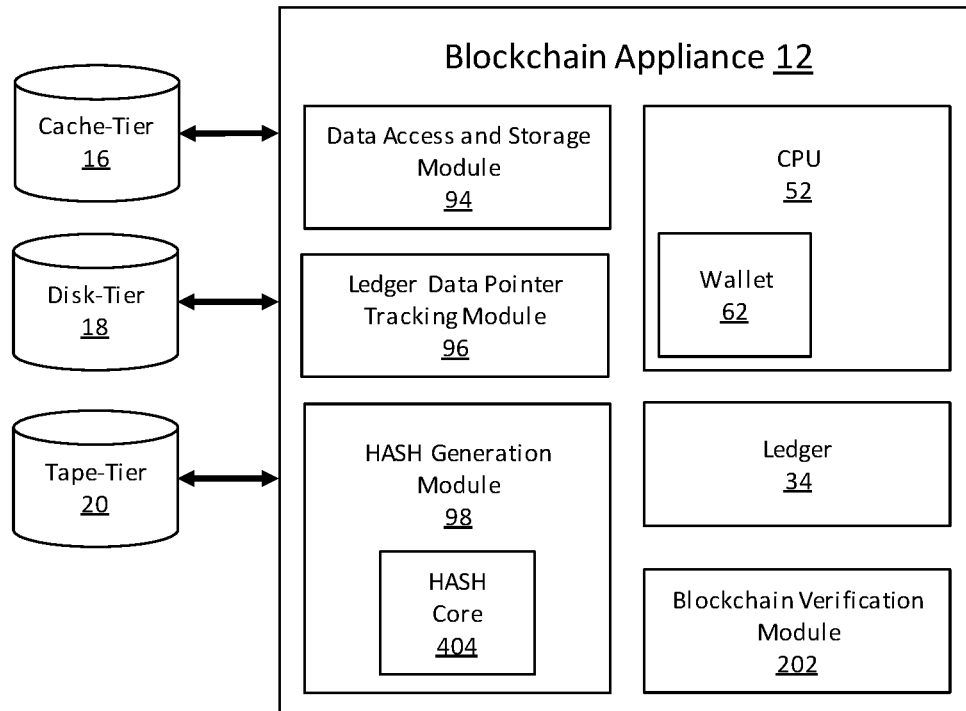 Blockchain Appliance 12
Cache-Tier
16
Data Access and Storage
Module
94
CPU
52
Wallet
62
Disk-Tier
18
Ledger Data Pointer
Tracking Module
96
Tape-Tier
20
HASH Generation
Module
98
HASH
Core
404
Ledger
34
Blockchain Verification
Module
202